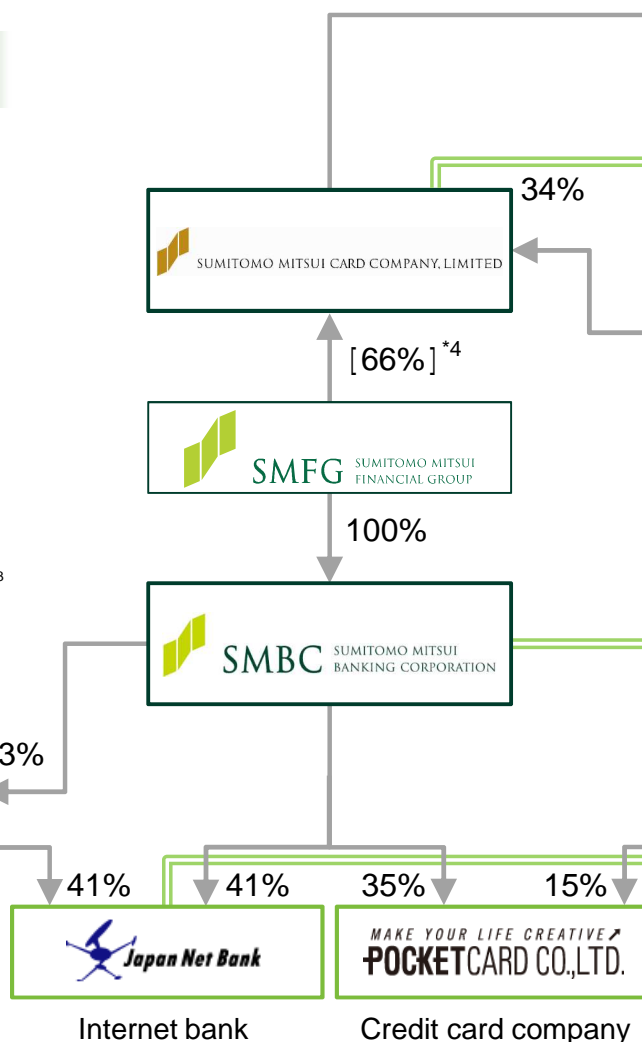 34%
SUMITOMO MITSUI CARD COMPANY, LIMITED
[66%]*4
SMFG SUMITOMO MITSUI
FINANCIAL GROUP
100%
3
SMBC SUMITOMO MITSUI
BANKING CORPORATION
3%
41% 41% 35% 15%
Japan Net Bank
MAKE YOUR LIFE CREATIVE↗
POCKETCARD CO.,LTD.
Internet bank Credit card company